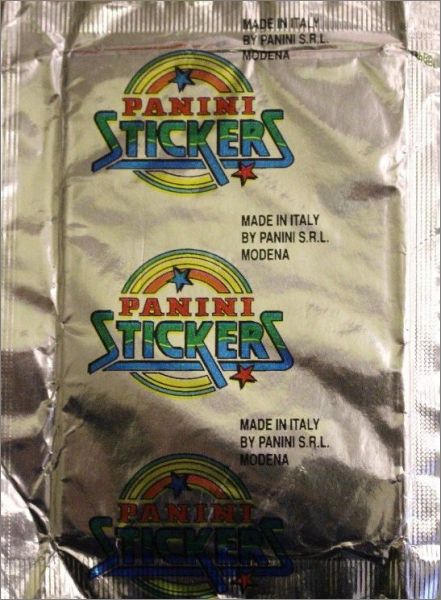 MADE IN ITALY
BY PANINI S.R.L.
MODENA
PANINI
STICKERS
MADE IN ITALY
BY PANINI S.R.L.
MODENA
PANINI
STICKERS
MADE IN ITALY
BY PANINI S.R.L.
MODENA
PANINI
STICKERS